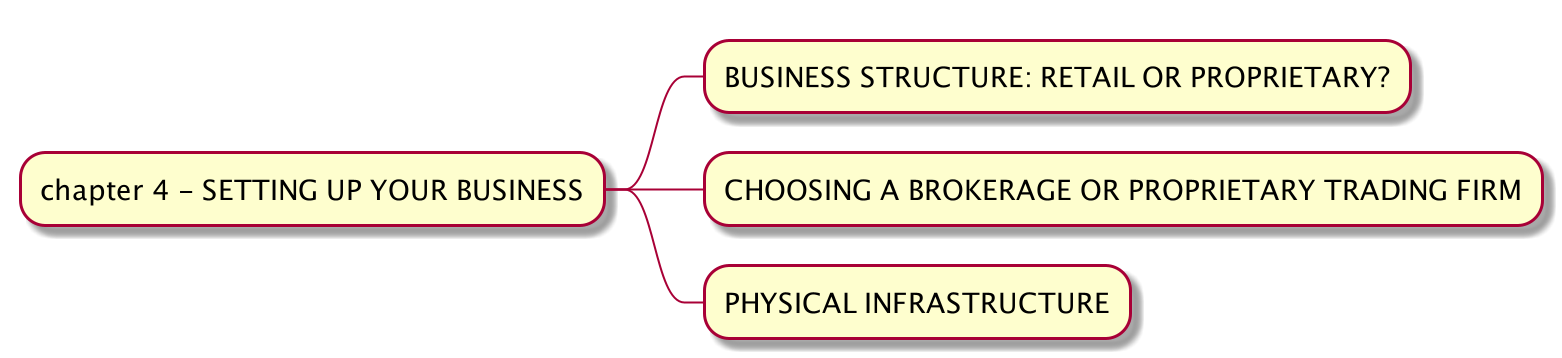 BUSINESS STRUCTURE: RETAIL OR PROPRIETARY?
chapter 4 – SETTING UP YOUR BUSINESS
CHOOSING A BROKERAGE OR PROPRIETARY TRADING FIRM
PHYSICAL INFRASTRUCTURE